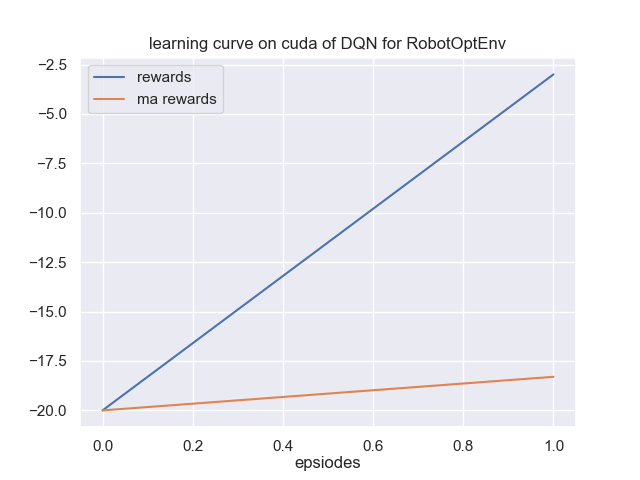 learning curve on cuda of DQN for RobotOptEnv
rewards
ma rewards
−2.5
−5.0
−7.5
−10.0
−12.5
−15.0
−17.5
−20.0
0.0 0.2 0.4 0.6 0.8 1.0
epsiodes